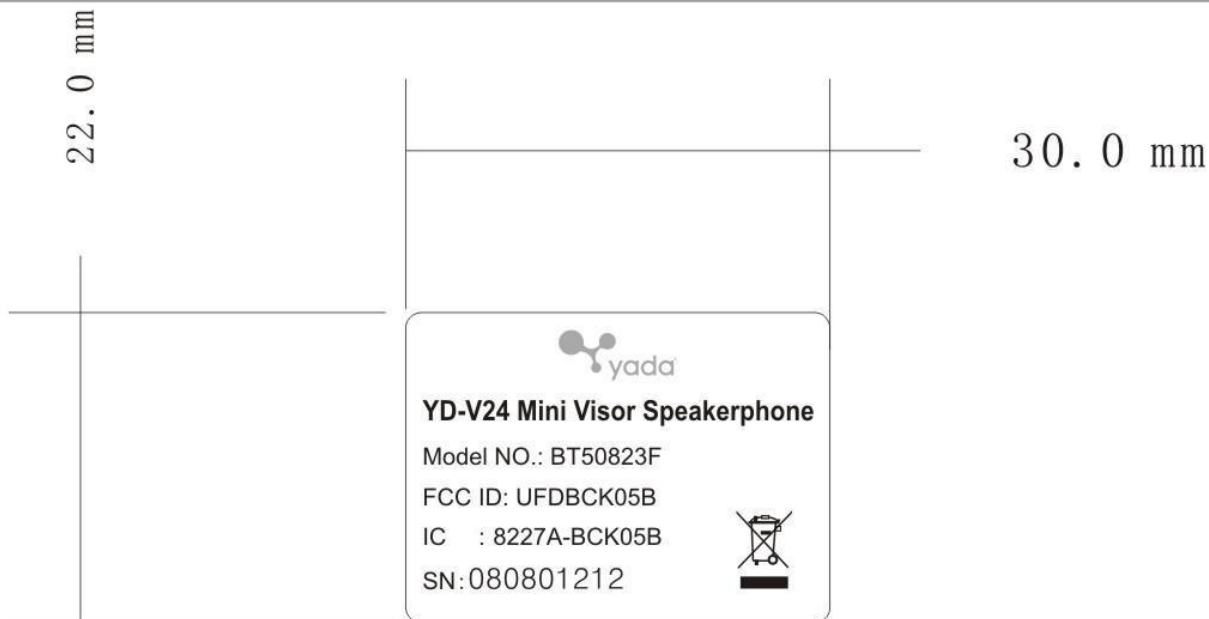 22.0 mm
30.0 mm
yada
YD-V24 Mini Visor Speakerphone
Model NO.: BT50823F
FCC ID: UFDBCK05B
IC : 8227A-BCK05B
SN:080801212